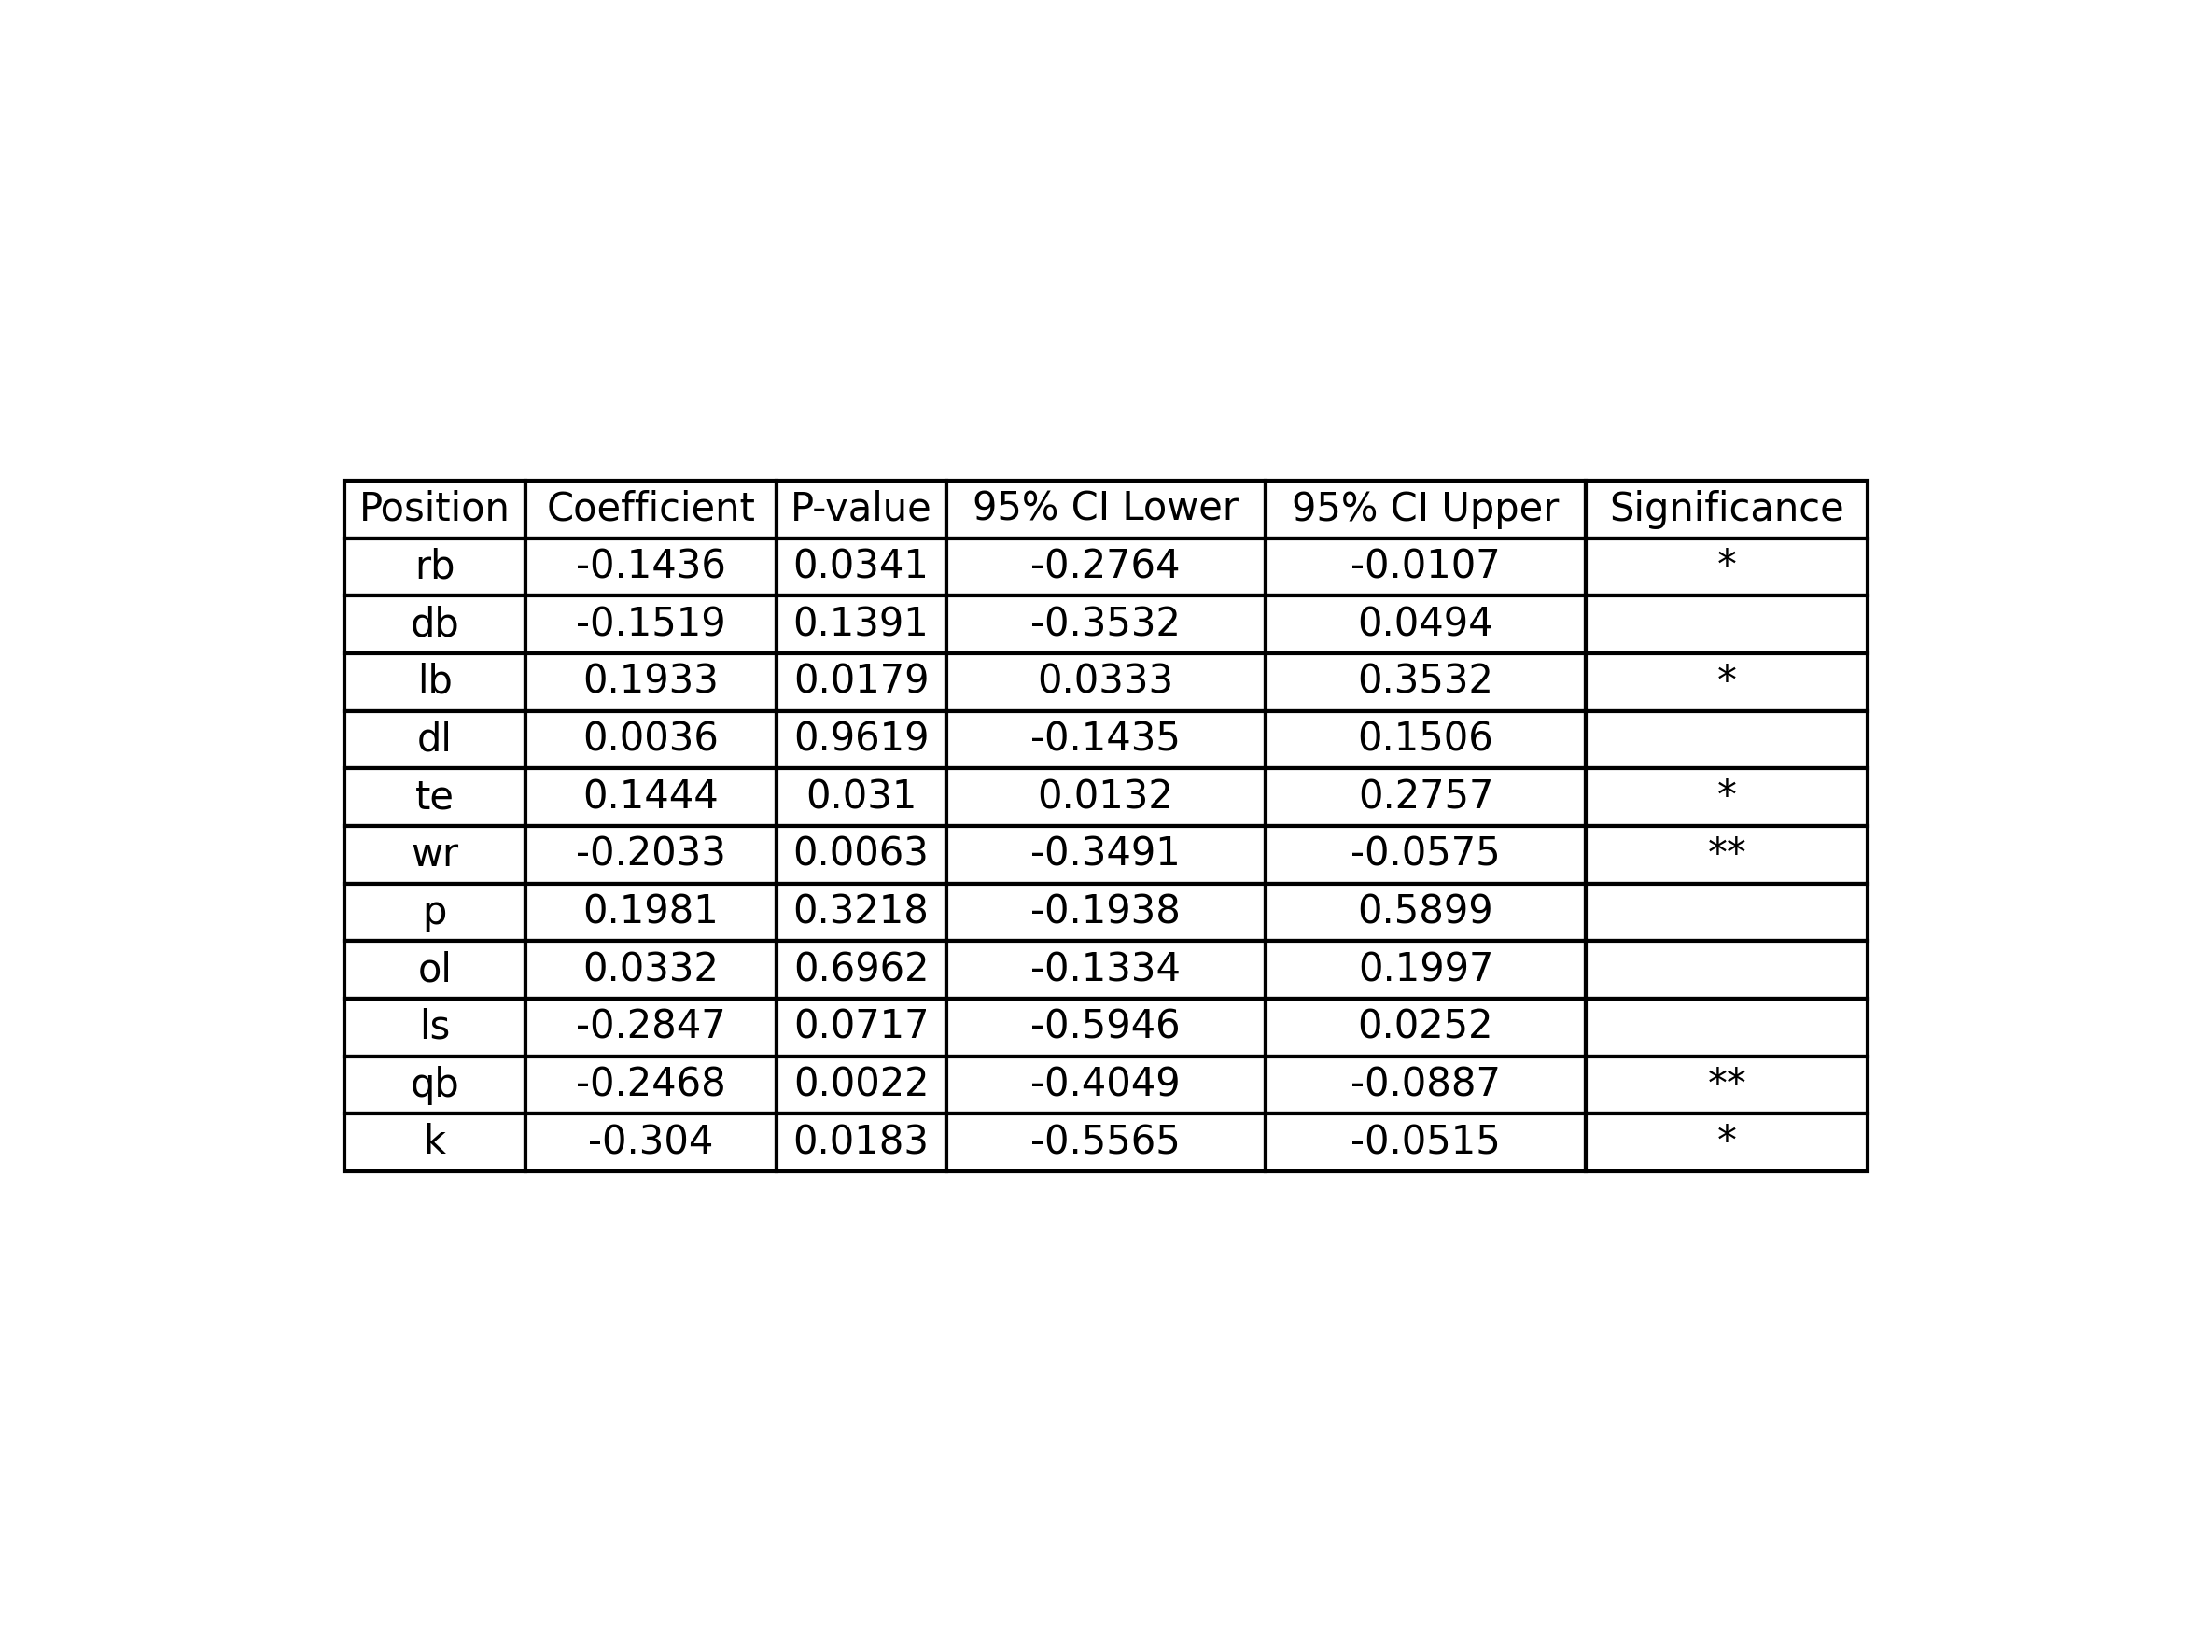 Position Coefficient P-value 95% CI Lower 95% CI Upper Significance
rb -0.1436 0.0341 -0.2764 -0.0107 *
db -0.1519 0.1391 -0.3532 0.0494
lb 0.1933 0.0179 0.0333 0.3532 *
dl 0.0036 0.9619 -0.1435 0.1506
te 0.1444 0.031 0.0132 0.2757 *
wr -0.2033 0.0063 -0.3491 -0.0575 **
p 0.1981 0.3218 -0.1938 0.5899
ol 0.0332 0.6962 -0.1334 0.1997
ls -0.2847 0.0717 -0.5946 0.0252
qb -0.2468 0.0022 -0.4049 -0.0887 **
k -0.304 0.0183 -0.5565 -0.0515 *